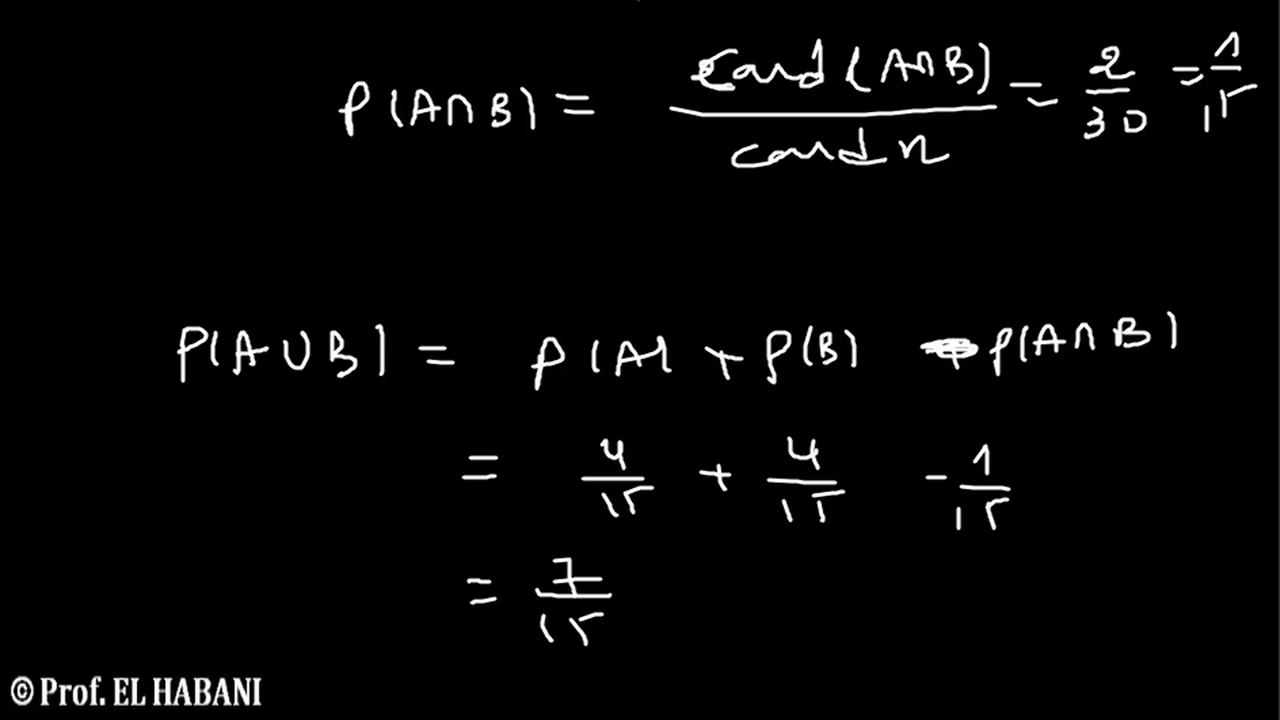 P(A∩B) = card(A∩B) / card Ω = 2/30 = 1/15
P(A∪B) = P(A) + P(B) - P(A∩B)
= 4/15 + 4/15 - 1/15
= 7/15
© Prof. EL HABANI